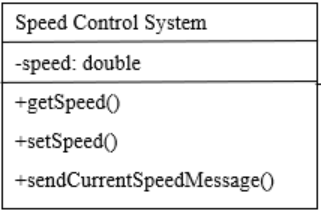 Speed Control System
-speed: double
+getSpeed()
+setSpeed()
+sendCurrentSpeedMessage()